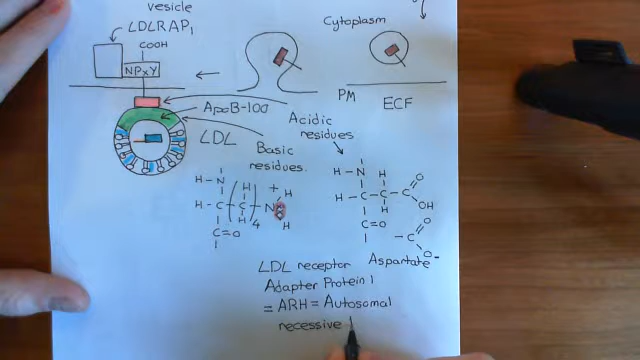 vesicle
LDLRAP1
COOH
NPxY
Cytoplasm
PM
ECF
ApoB-100
LDL
Acidic
residues
Basic
residues
H-N
H
+
H
H-C
C
N
H
H
4
C=O
H-N
H
H-C-C-C
O
OH
H
C=O
-C
O
O-
Aspartate
LDL receptor
Adapter Protein 1
= ARH = Autosomal
recessive